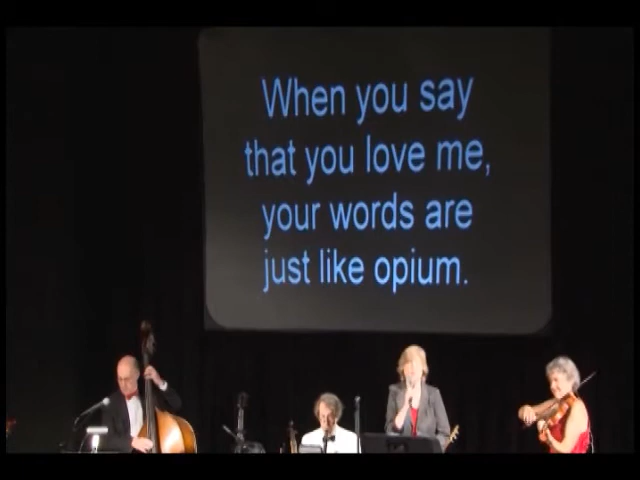 When you say
that you love me,
your words are
just like opium.